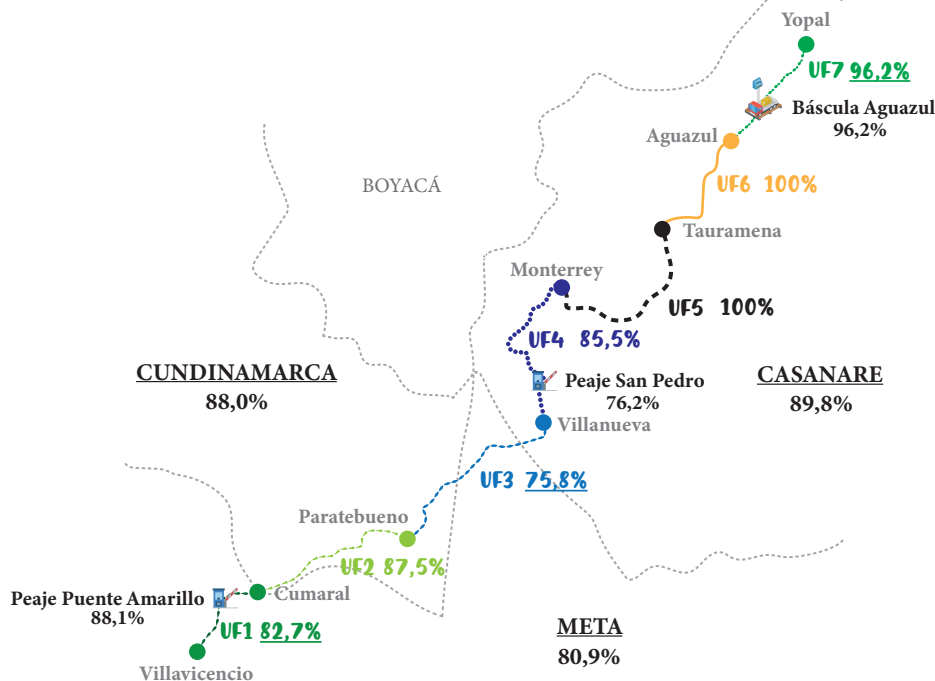 Yopal
UF7 96,2%
Báscula Aguazul
96,2%
Aguazul
BOYACÁ
UF6 100%
Tauramena
Monterrey
UF5 100%
UF4 85,5%
CUNDINAMARCA
88,0%
Peaje San Pedro
76,2%
CASANARE
89,8%
Villanueva
UF3 75,8%
Paratebueno
UF2 87,5%
Peaje Puente Amarillo
88,1%
Cumaral
UF1 82,7%
META
80,9%
Villavicencio